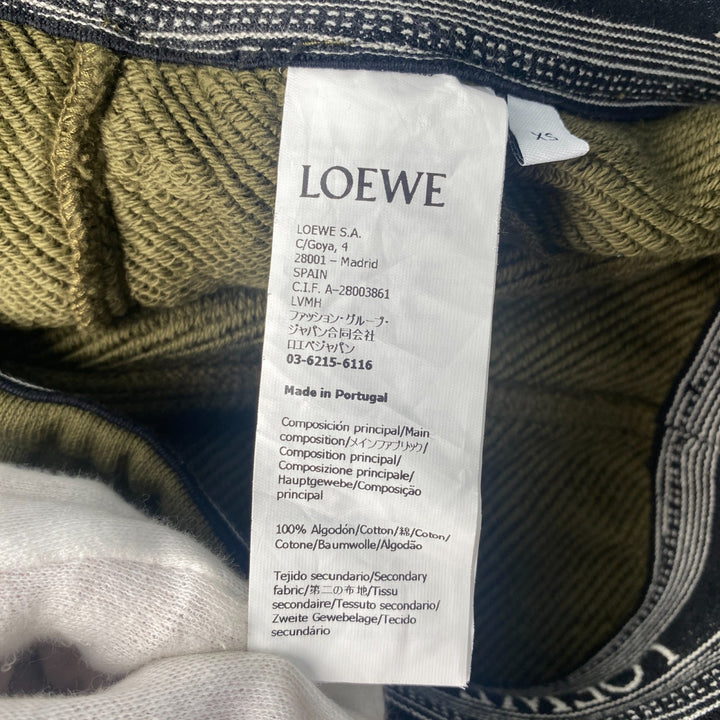 XS
LOEWE
LOEWE S.A.
C/Goya, 4
28001 – Madrid
SPAIN
C.I.F. A-28003861
LVMH
ファッション・グループ・
ジャパン合同会社
ロエベジャパン
03-6215-6116
Made in Portugal
Composición principal/Main
composition/メインファブリック/
Composition principal/
Composizione principale/
Hauptgewebe/Composição
principal
100% Algodón/Cotton/綿/Coton/
Cotone/Baumwolle/Algodão
Tejido secundario/Secondary
fabric/第二の布地/Tissu
secondaire/Tessuto secondario/
Zweite Gewebelage/Tecido
secundário
LOEWE